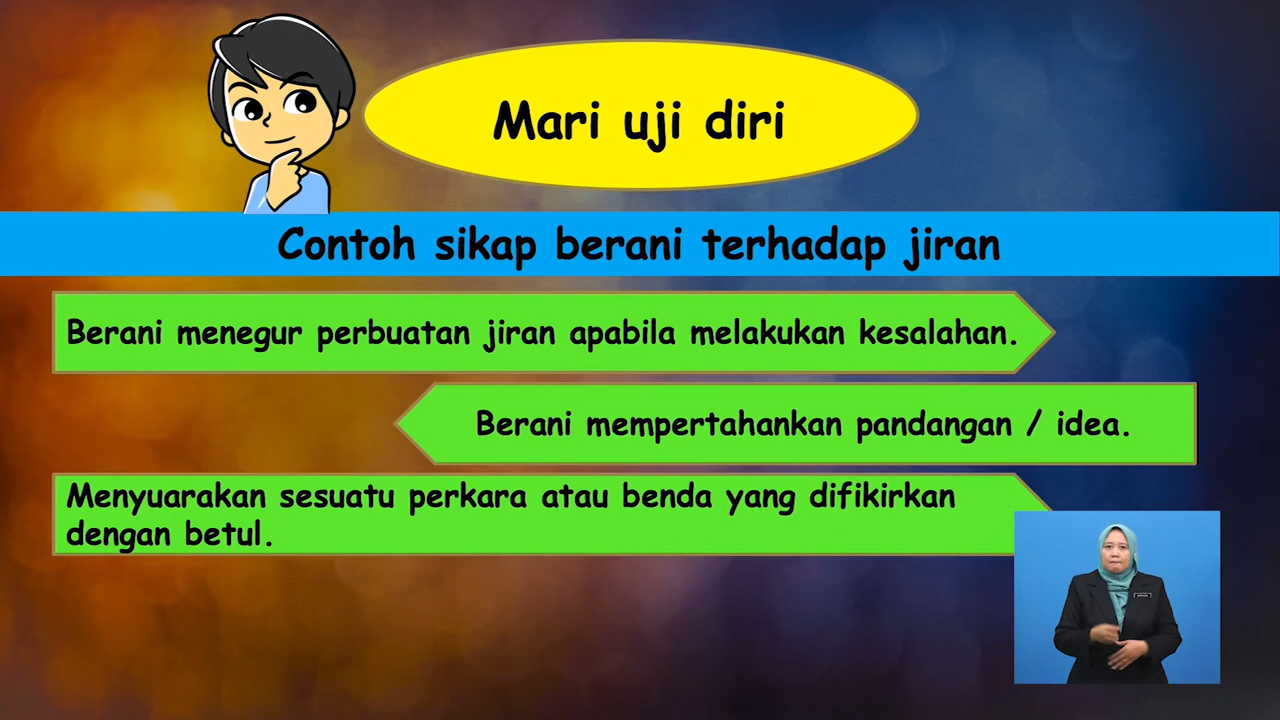 Mari uji diri
Contoh sikap berani terhadap jiran
Berani menegur perbuatan jiran apabila melakukan kesalahan.
Berani mempertahankan pandangan / idea.
Menyuarakan sesuatu perkara atau benda yang difikirkan
dengan betul.